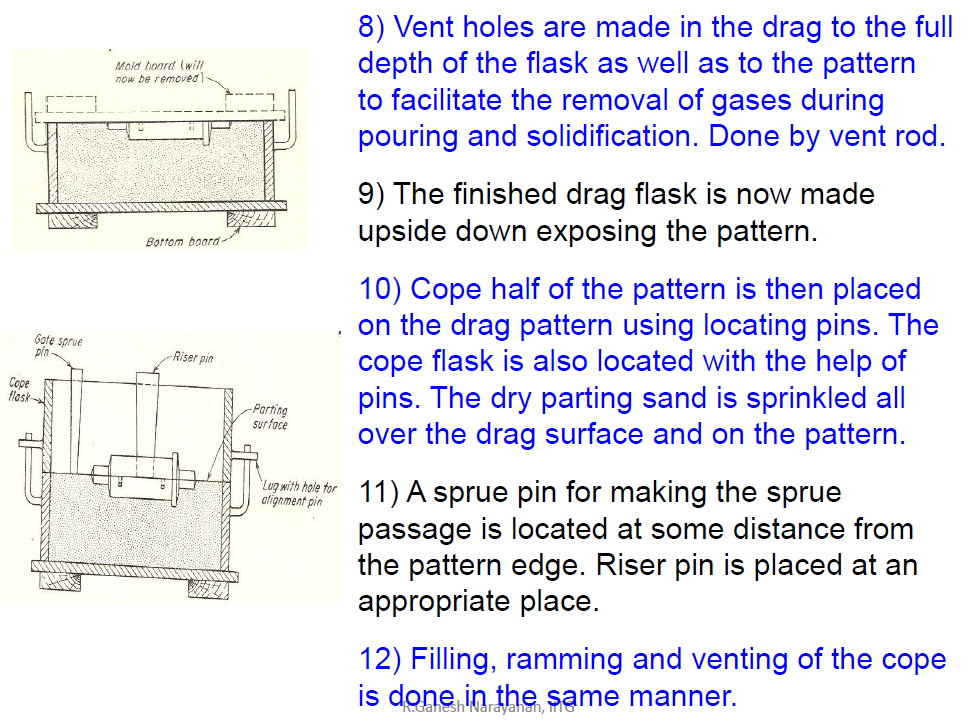 Mold board (will
now be removed)
Bottom board
Gate sprue
pin
Riser pin
Cope
flask
Parting
surface
Lug with hole for
alignment pin
8) Vent holes are made in the drag to the full
depth of the flask as well as to the pattern
to facilitate the removal of gases during
pouring and solidification. Done by vent rod.
9) The finished drag flask is now made
upside down exposing the pattern.
10) Cope half of the pattern is then placed
on the drag pattern using locating pins. The
cope flask is also located with the help of
pins. The dry parting sand is sprinkled all
over the drag surface and on the pattern.
11) A sprue pin for making the sprue
passage is located at some distance from
the pattern edge. Riser pin is placed at an
appropriate place.
12) Filling, ramming and venting of the cope
is done in the same manner.
R.Ganesh Narayanan, IITG